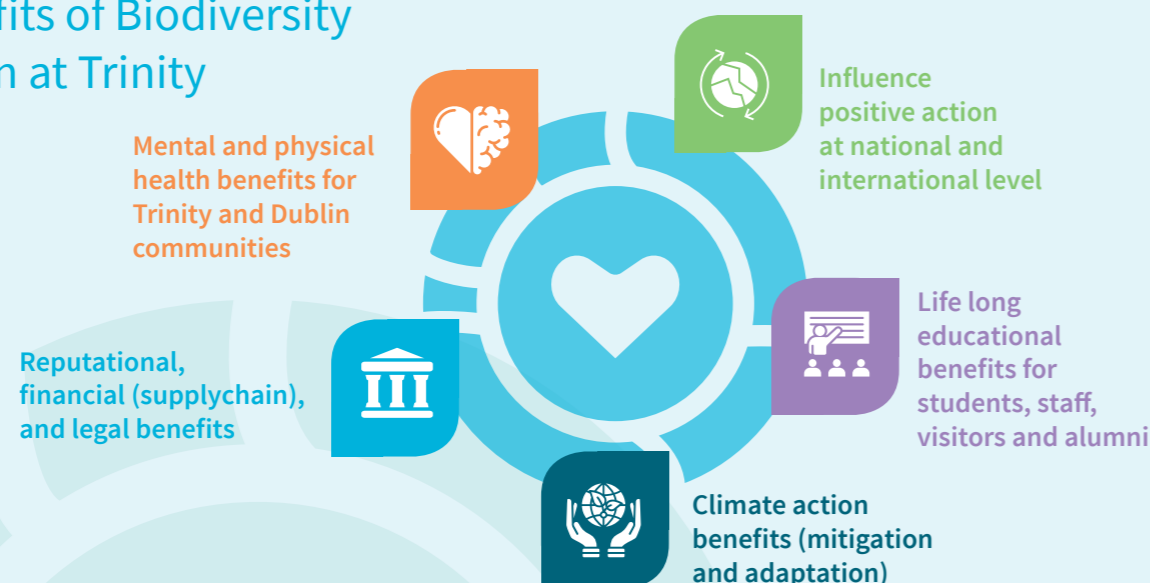 fits of Biodiversity
n at Trinity
Mental and physical
health benefits for
Trinity and Dublin
communities
Influence
positive action
at national and
international level
Reputational,
financial (supplychain),
and legal benefits
Life long
educational
benefits for
students, staff,
visitors and alumni
Climate action
benefits (mitigation
and adaptation)